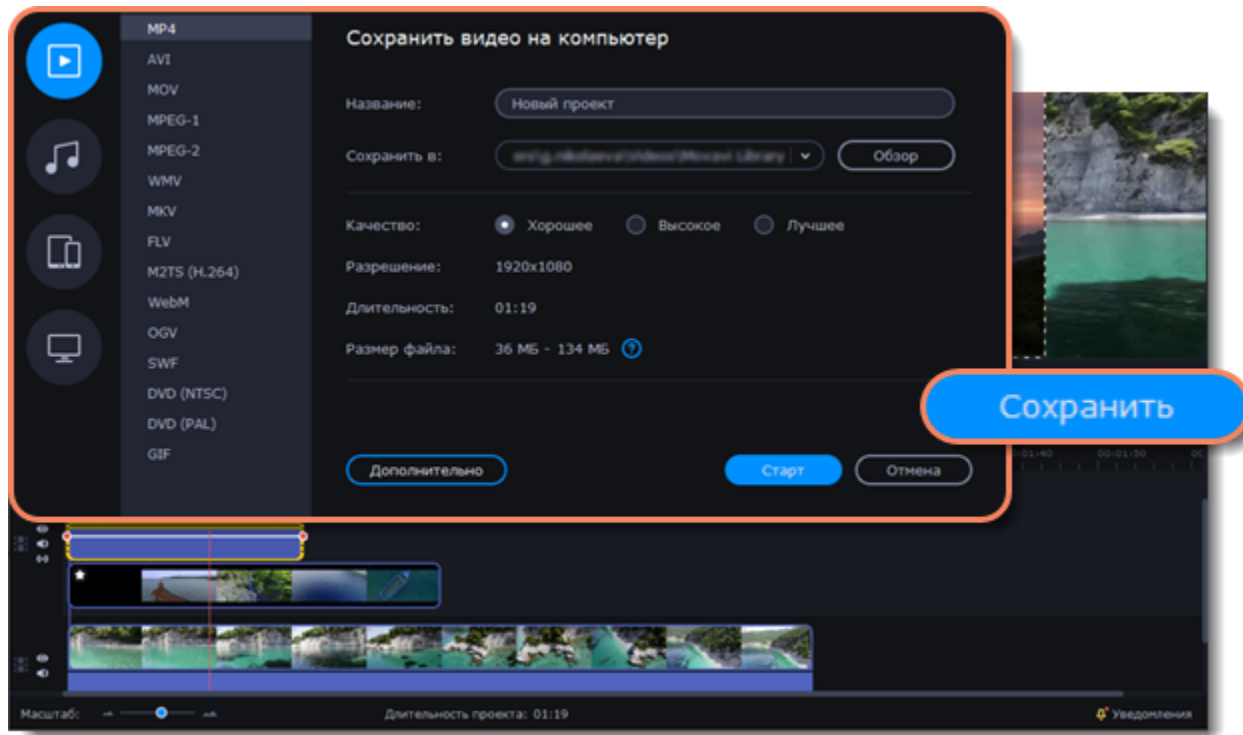 MP4
AVI
MOV
MPEG-1
MPEG-2
WMV
MKV
FLV
M2TS (H.264)
WebM
OGV
SWF
DVD (NTSC)
DVD (PAL)
GIF
Сохранить видео на компьютер
Название: Новый проект
Сохранить в: Обзор
Качество: Хорошее Высокое Лучшее
Разрешение: 1920x1080
Длительность: 01:19
Размер файла: 36 МБ - 134 МБ ?
Дополнительно Старт Отмена
Сохранить
00:01:50
Масштаб: Длительность проекта: 01:19 Уведомления